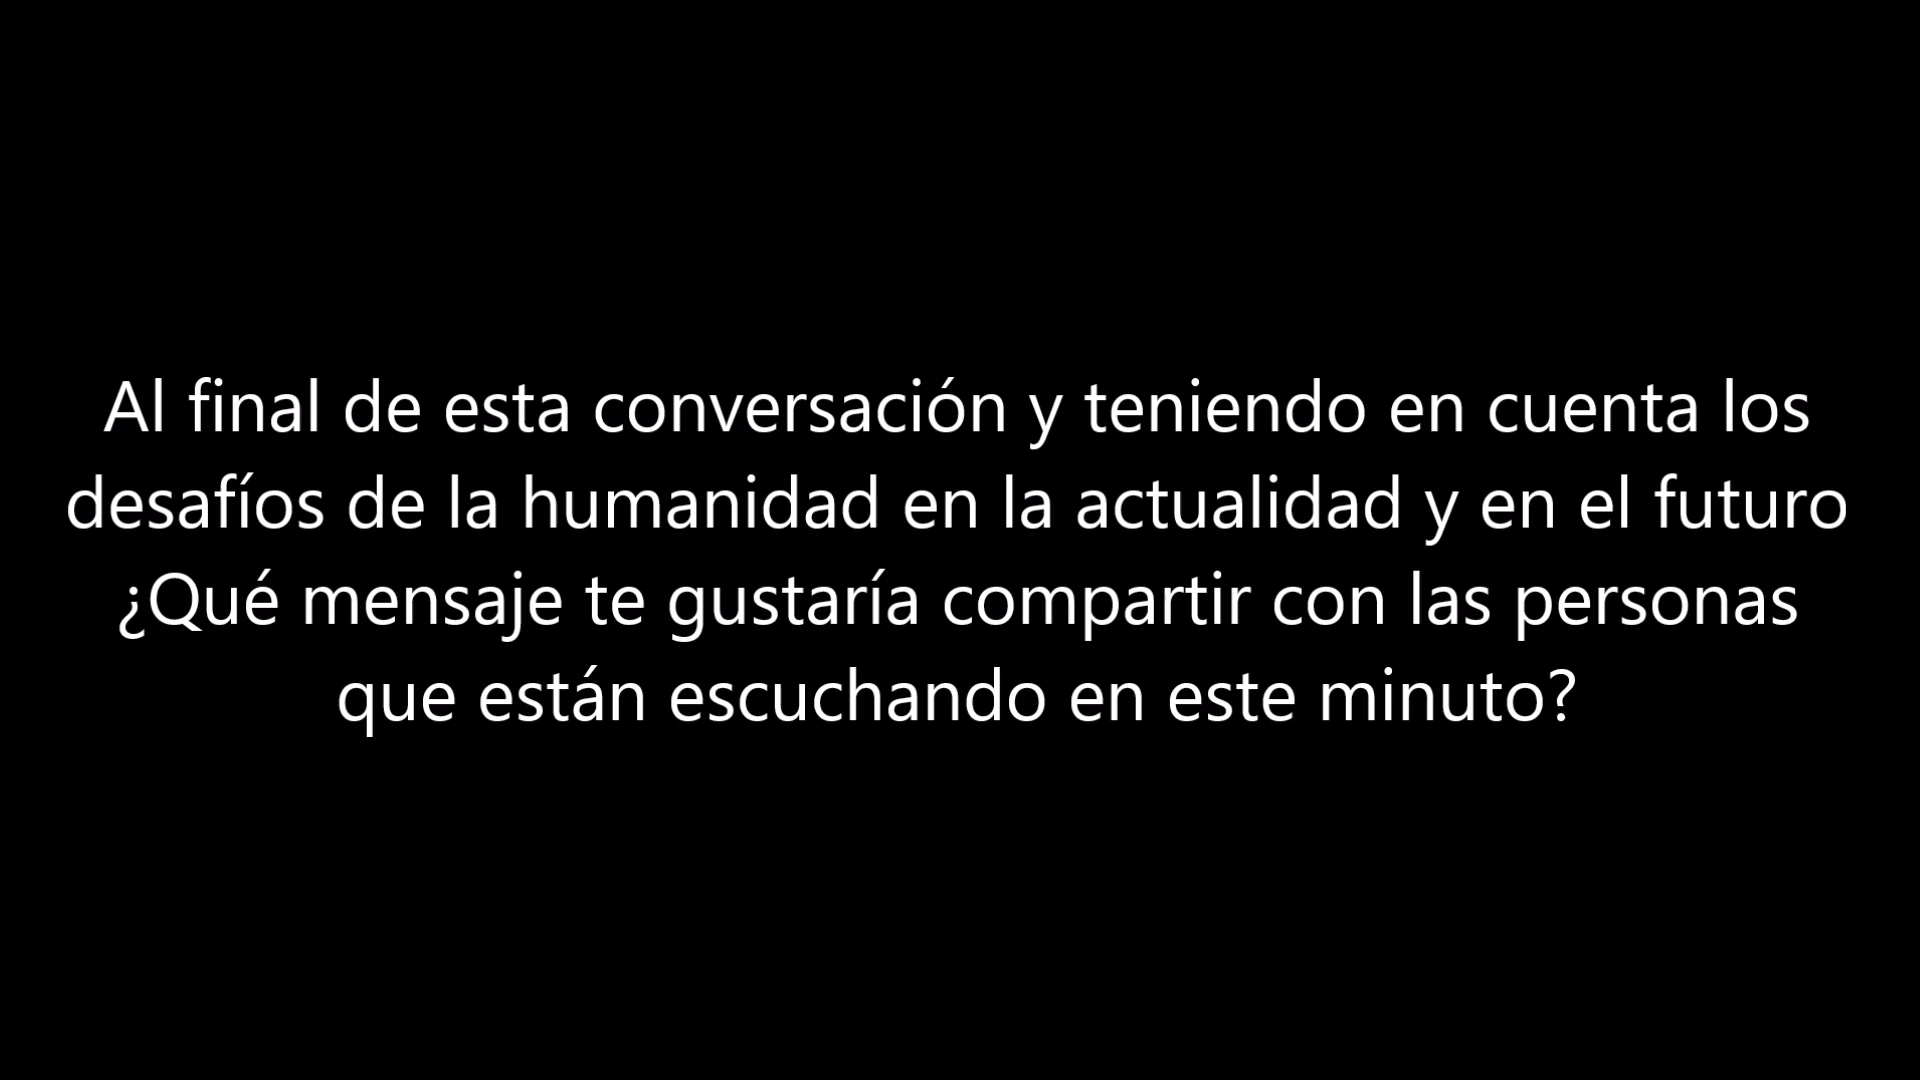 Al final de esta conversación y teniendo en cuenta los
desafíos de la humanidad en la actualidad y en el futuro
¿Qué mensaje te gustaría compartir con las personas
que están escuchando en este minuto?